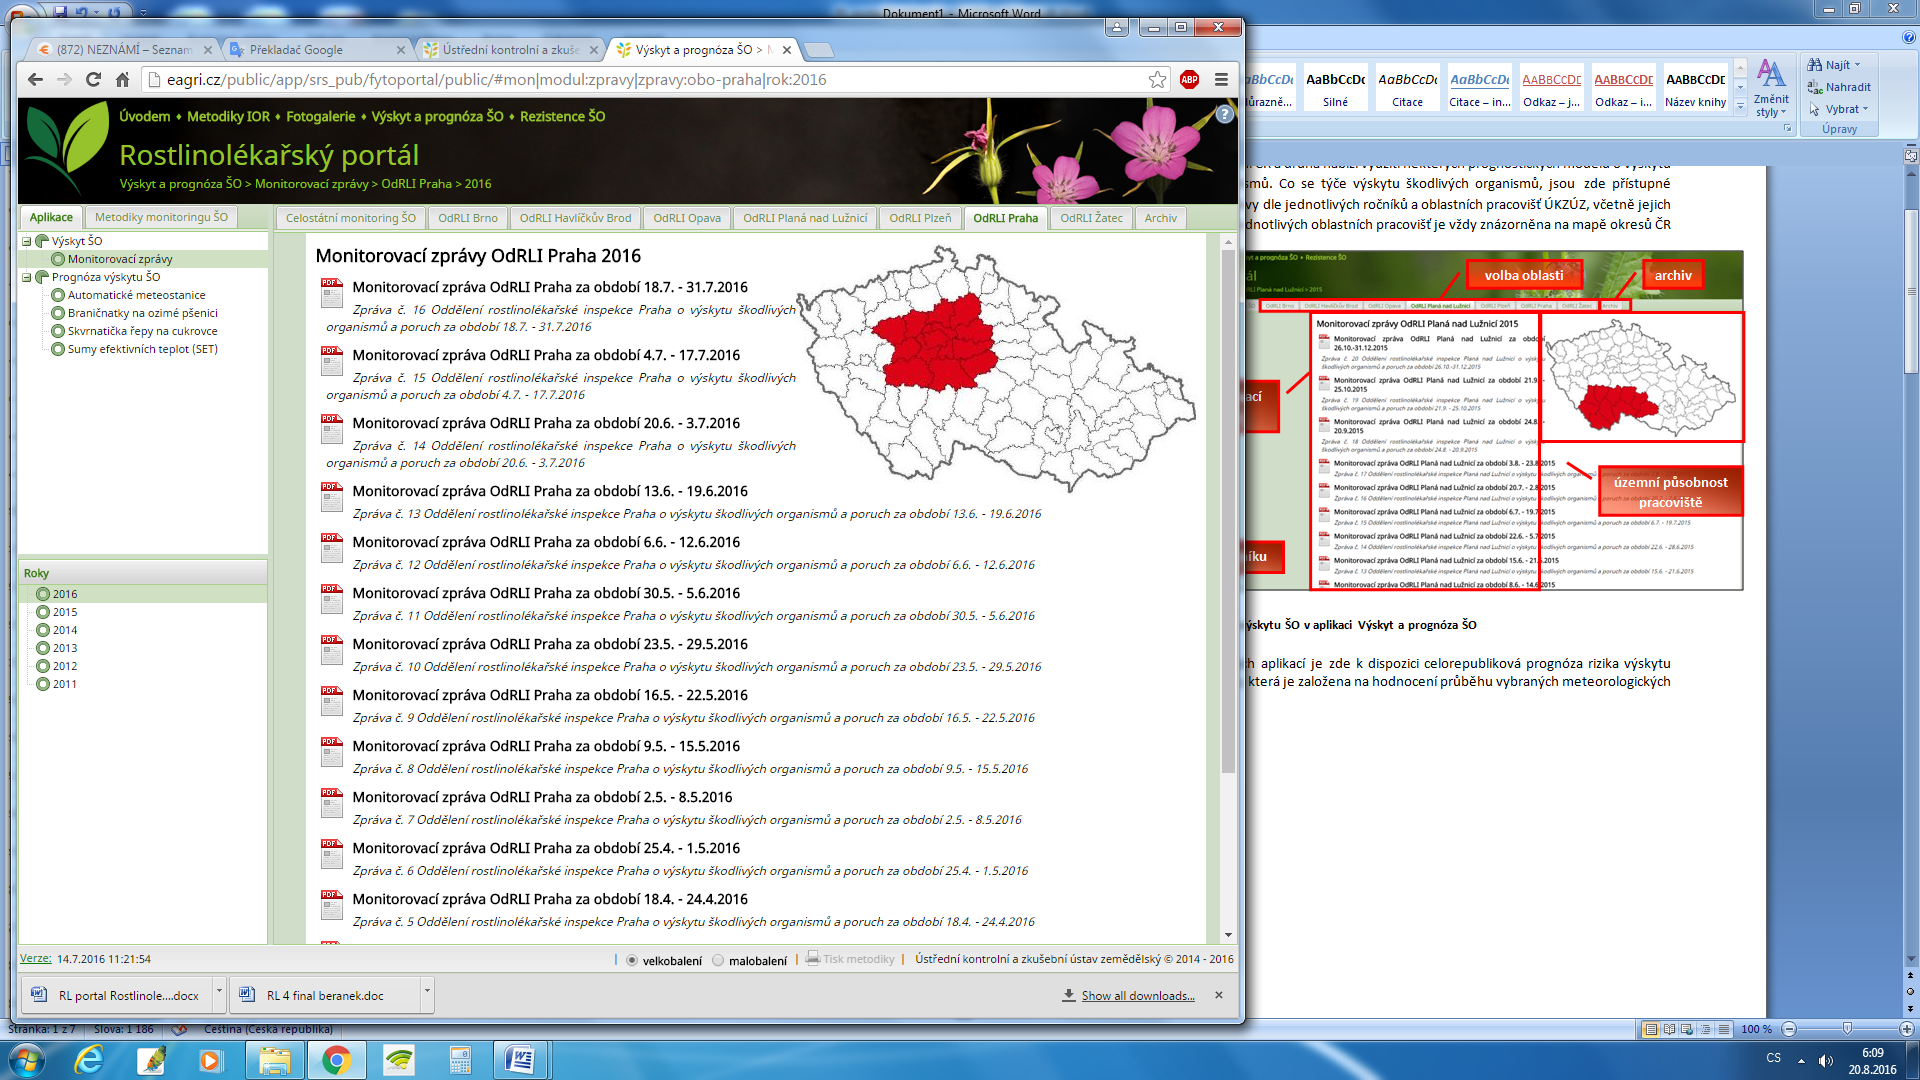 Dokument1 - Microsoft Word
(872) NEZNÁMÍ – Seznam
Překladač Google
Ústřední kontrolní a zkuše
Výskyt a prognóza ŠO >
eagri.cz/public/app/srs_pub/fytoportal/public/#mon|modul:zpravy|zpravy:obo-praha|rok:2016
ABP
Úvodem ♦ Metodiky IOR ♦ Fotogalerie ♦ Výskyt a prognóza ŠO ♦ Rezistence ŠO
Rostlinolékařský portál
Výskyt a prognóza ŠO > Monitorovací zprávy > OdRLI Praha > 2016
Aplikace
Metodiky monitoringu ŠO
Výskyt ŠO
Monitorovací zprávy
Prognóza výskytu ŠO
Automatické meteostanice
Braničnatky na ozimé pšenici
Skvrnatička řepy na cukrovce
Sumy efektivních teplot (SET)
Roky
2016
2015
2014
2013
2012
2011
Celostátní monitoring ŠO
OdRLI Brno
OdRLI Havlíčkův Brod
OdRLI Opava
OdRLI Planá nad Lužnicí
OdRLI Plzeň
OdRLI Praha
OdRLI Žatec
Archiv
Monitorovací zprávy OdRLI Praha 2016
Monitorovací zpráva OdRLI Praha za období 18.7. - 31.7.2016
Zpráva č. 16 Oddělení rostlinolékařské inspekce Praha o výskytu škodlivých
organismů a poruch za období 18.7. - 31.7.2016
Monitorovací zpráva OdRLI Praha za období 4.7. - 17.7.2016
Zpráva č. 15 Oddělení rostlinolékařské inspekce Praha o výskytu škodlivých
organismů a poruch za období 4.7. - 17.7.2016
Monitorovací zpráva OdRLI Praha za období 20.6. - 3.7.2016
Zpráva č. 14 Oddělení rostlinolékařské inspekce Praha o výskytu škodlivých
organismů a poruch za období 20.6. - 3.7.2016
Monitorovací zpráva OdRLI Praha za období 13.6. - 19.6.2016
Zpráva č. 13 Oddělení rostlinolékařské inspekce Praha o výskytu škodlivých organismů a poruch za období 13.6. - 19.6.2016
Monitorovací zpráva OdRLI Praha za období 6.6. - 12.6.2016
Zpráva č. 12 Oddělení rostlinolékařské inspekce Praha o výskytu škodlivých organismů a poruch za období 6.6. - 12.6.2016
Monitorovací zpráva OdRLI Praha za období 30.5. - 5.6.2016
Zpráva č. 11 Oddělení rostlinolékařské inspekce Praha o výskytu škodlivých organismů a poruch za období 30.5. - 5.6.2016
Monitorovací zpráva OdRLI Praha za období 23.5. - 29.5.2016
Zpráva č. 10 Oddělení rostlinolékařské inspekce Praha o výskytu škodlivých organismů a poruch za období 23.5. - 29.5.2016
Monitorovací zpráva OdRLI Praha za období 16.5. - 22.5.2016
Zpráva č. 9 Oddělení rostlinolékařské inspekce Praha o výskytu škodlivých organismů a poruch za období 16.5. - 22.5.2016
Monitorovací zpráva OdRLI Praha za období 9.5. - 15.5.2016
Zpráva č. 8 Oddělení rostlinolékařské inspekce Praha o výskytu škodlivých organismů a poruch za období 9.5. - 15.5.2016
Monitorovací zpráva OdRLI Praha za období 2.5. - 8.5.2016
Zpráva č. 7 Oddělení rostlinolékařské inspekce Praha o výskytu škodlivých organismů a poruch za období 2.5. - 8.5.2016
Monitorovací zpráva OdRLI Praha za období 25.4. - 1.5.2016
Zpráva č. 6 Oddělení rostlinolékařské inspekce Praha o výskytu škodlivých organismů a poruch za období 25.4. - 1.5.2016
Monitorovací zpráva OdRLI Praha za období 18.4. - 24.4.2016
Zpráva č. 5 Oddělení rostlinolékařské inspekce Praha o výskytu škodlivých organismů a poruch za období 18.4. - 24.4.2016
Verze: 14.7.2016 11:21:54
velkobalení malobalení | Tisk metodiky | Ústřední kontrolní a zkušební ústav zemědělský © 2014 - 2016
RL portal Rostlinole....docx
RL 4 final beranek.doc
Show all downloads...
AaBbCcDc AaBbCcDc AaBbCcDc AABBCCDE AABBCCDE AaBbCcDE
Silné Citace Citace – in... Odkaz – j... Odkaz – i... Název knihy
Změnit styly
Najít
Nahradit
Vybrat
Úpravy
smů. Co se týče výskytu škodlivých organismů, jsou zde přístupné
vy dle jednotlivých ročníků a oblastních pracovišť ÚKZÚZ, včetně jejich
dnotlivých oblastních pracovišť je vždy znázorněna na mapě okresů ČR
volba oblasti
archiv
Monitorovací zprávy OdRLI Planá nad Lužnicí 2015
územní působnost
pracoviště
výskytu ŠO v aplikaci Výskyt a prognóza ŠO
ch aplikací je zde k dispozici celorepubliková prognóza rizika výskytu
která je založena na hodnocení průběhu vybraných meteorologických
Stránka: 1 z 7 Slova: 1 186 Čeština (Česká republika)
100 %
CS
6:09
20.8.2016